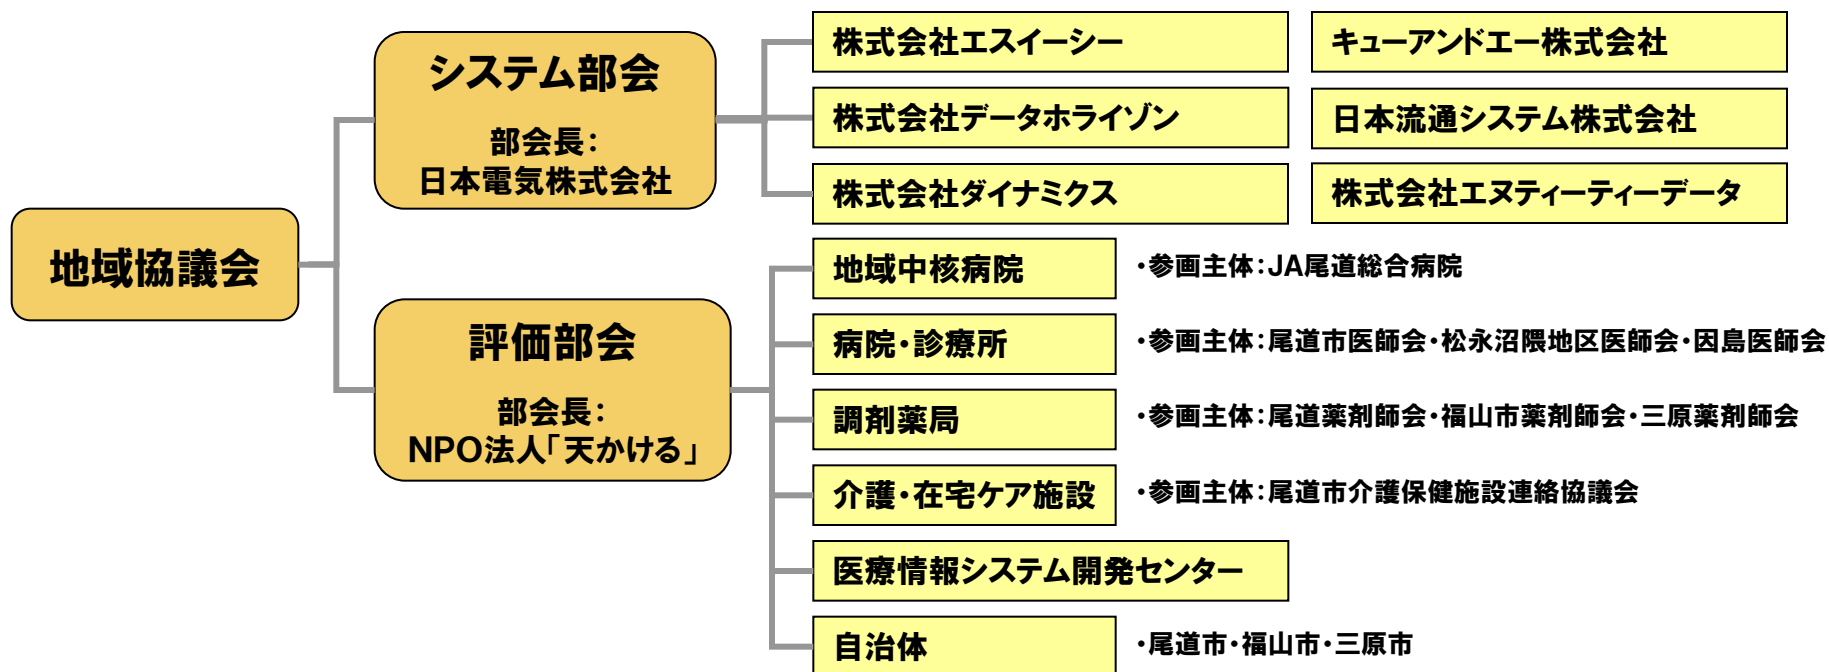 地域協議会
システム部会
部会長：
日本電気株式会社
株式会社エスイーシー
キューアンドエー株式会社
株式会社データホライゾン
日本流通システム株式会社
株式会社ダイナミクス
株式会社エヌティーティーデータ
評価部会
部会長：
NPO法人「天かける」
地域中核病院
・参画主体：JA尾道総合病院
病院・診療所
・参画主体：尾道市医師会・松永沼隈地区医師会・因島医師会
調剤薬局
・参画主体：尾道薬剤師会・福山市薬剤師会・三原薬剤師会
介護・在宅ケア施設
・参画主体：尾道市介護保健施設連絡協議会
医療情報システム開発センター
自治体
・尾道市・福山市・三原市